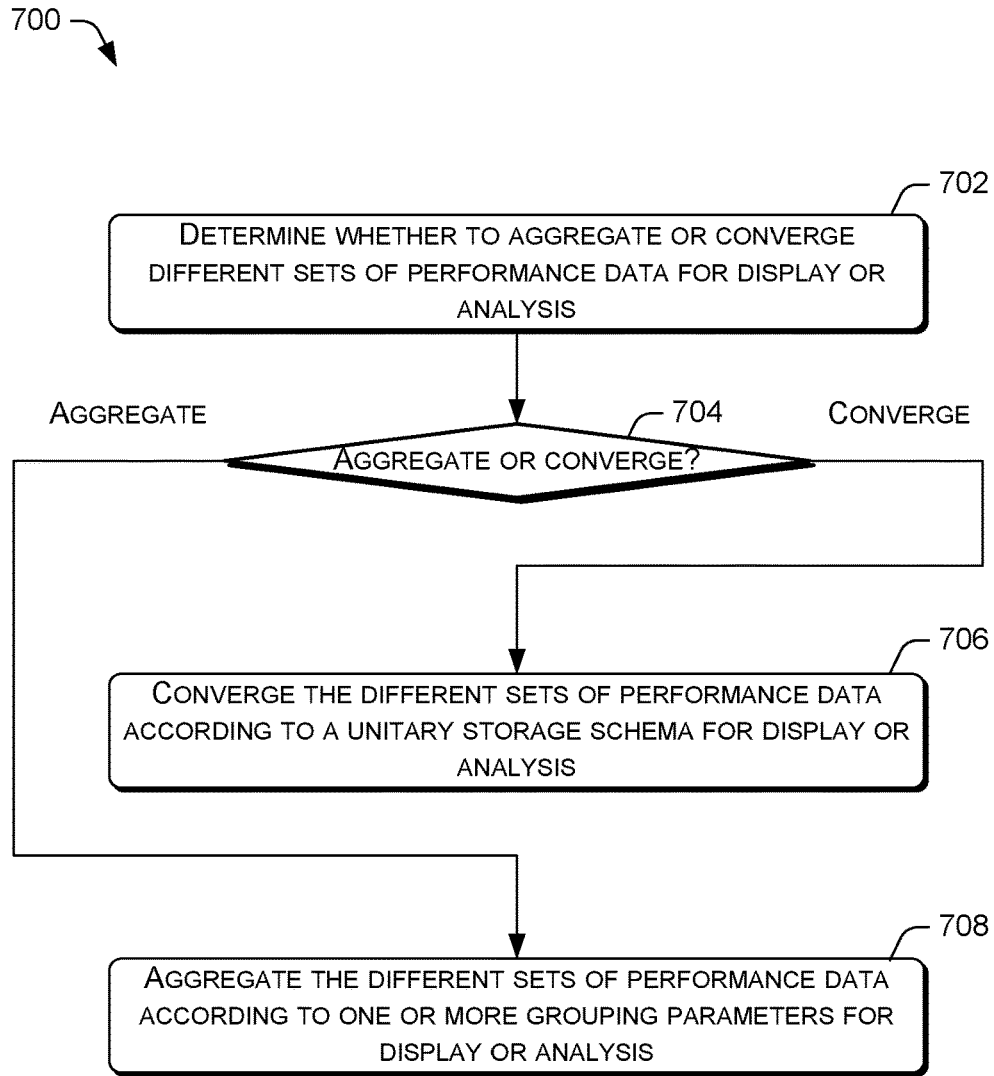 700
702
DETERMINE WHETHER TO AGGREGATE OR CONVERGE
DIFFERENT SETS OF PERFORMANCE DATA FOR DISPLAY OR
ANALYSIS
AGGREGATE
704
CONVERGE
AGGREGATE OR CONVERGE?
706
CONVERGE THE DIFFERENT SETS OF PERFORMANCE DATA
ACCORDING TO A UNITARY STORAGE SCHEMA FOR DISPLAY OR
ANALYSIS
708
AGGREGATE THE DIFFERENT SETS OF PERFORMANCE DATA
ACCORDING TO ONE OR MORE GROUPING PARAMETERS FOR
DISPLAY OR ANALYSIS